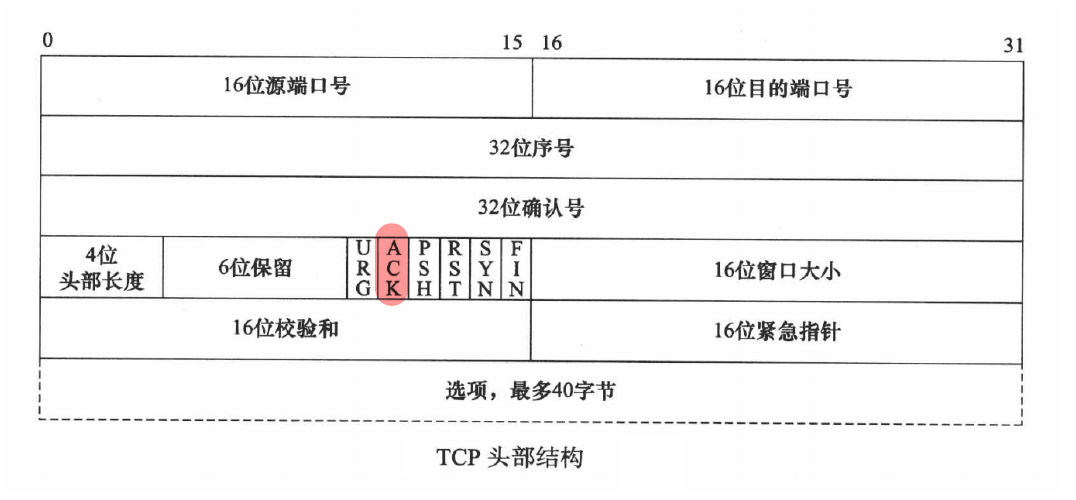 0 15 16 31
16位源端口号 16位目的端口号
32位序号
32位确认号
4位
头部长度
6位保留
URG
ACK
PSH
RST
SYN
FIN
16位窗口大小
16位校验和 16位紧急指针
选项，最多40字节
TCP 头部结构